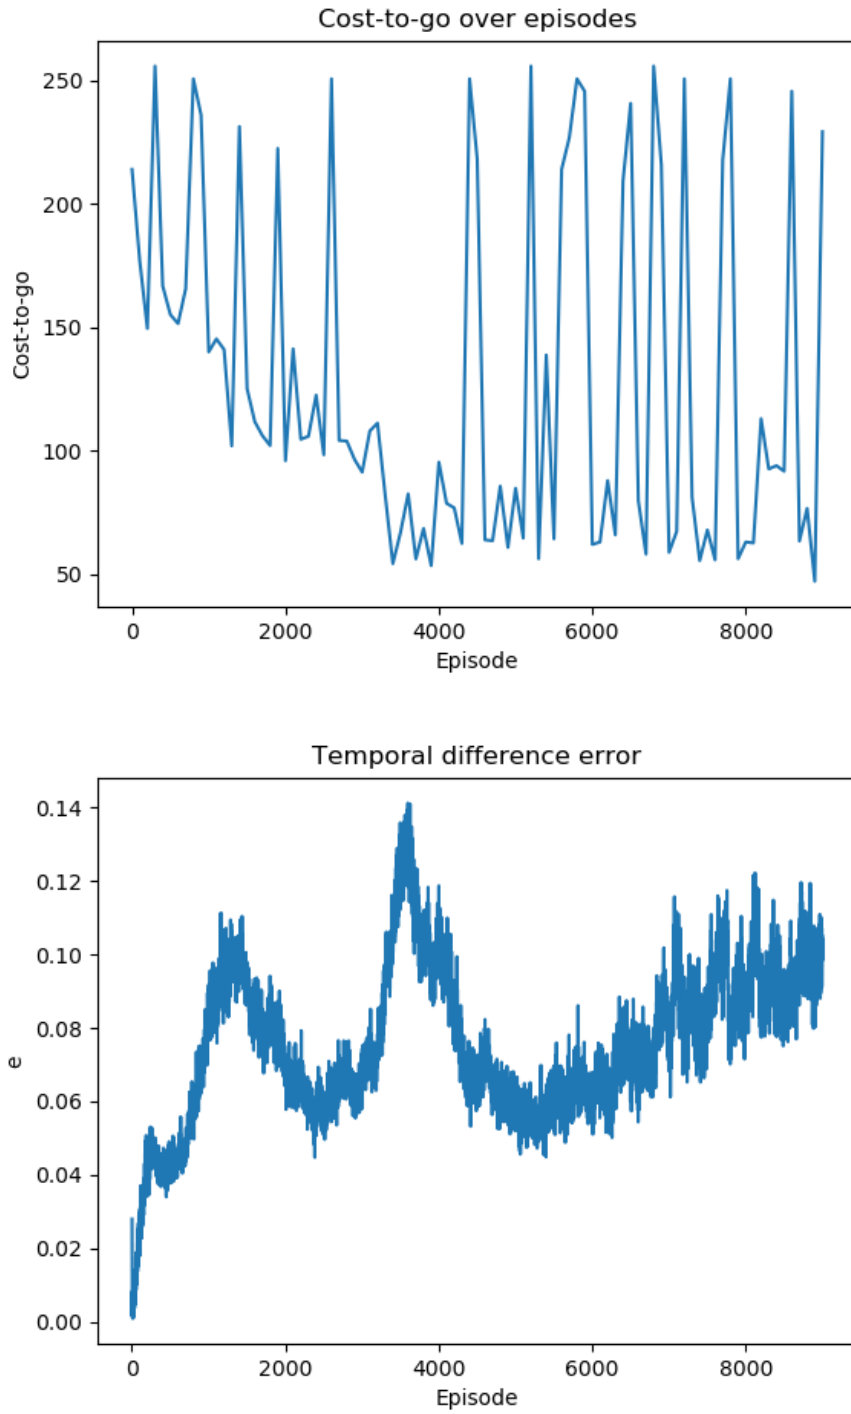 Cost-to-go over episodes
250
200
150
100
50
Cost-to-go
0 2000 4000 6000 8000
Episode
Temporal difference error
0.14
0.12
0.10
0.08
0.06
0.04
0.02
0.00
e
0 2000 4000 6000 8000
Episode